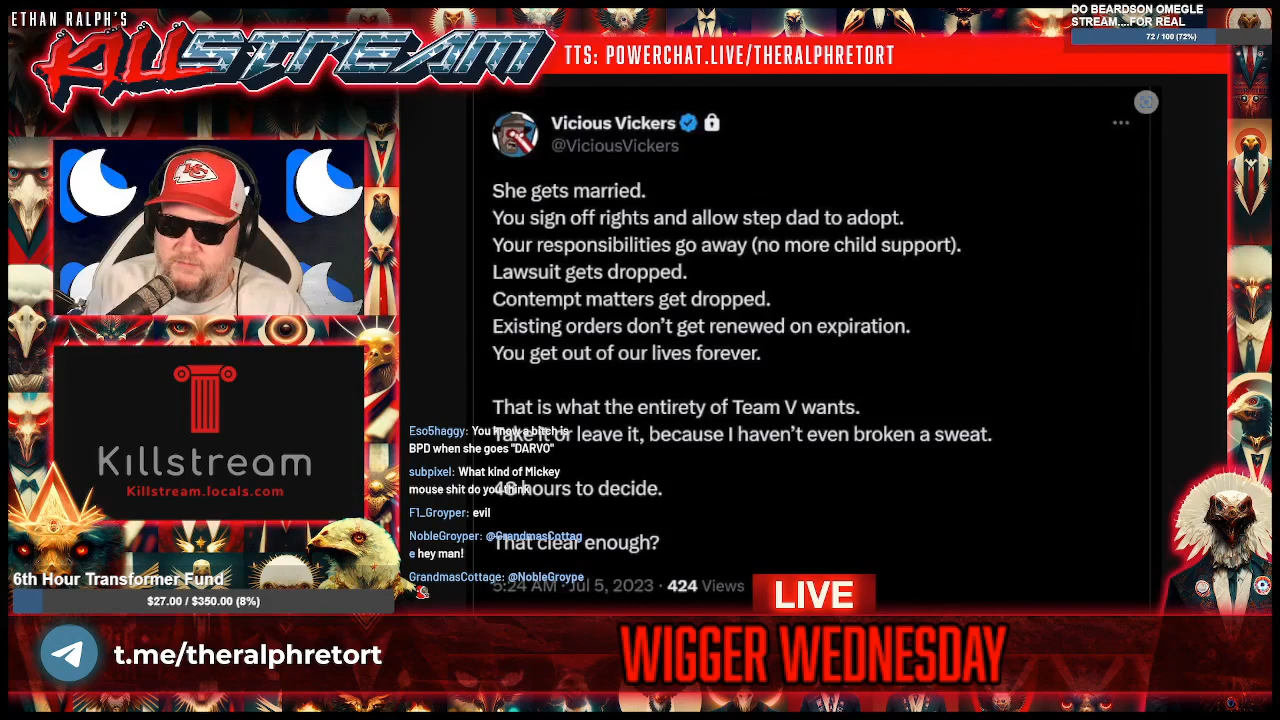 ETHAN RALPH'S
KILLSTREAM
TTS: POWERCHAT.LIVE/THERALPHRETORT
DO BEARDSON OMEGLE
STREAM....FOR REAL
72 / 100 (72%)
Vicious Vickers
@ViciousVickers
She gets married.
You sign off rights and allow step dad to adopt.
Your responsibilities go away (no more child support).
Lawsuit gets dropped.
Contempt matters get dropped.
Existing orders don't get renewed on expiration.
You get out of our lives forever.
That is what the entirety of Team V wants.
Take it or leave it, because I haven't even broken a sweat.
48 hours to decide.
That clear enough?
5:24 AM · Jul 5, 2023 · 424 Views
Eso5haggy: You know a bitch is
BPD when she goes "DARVO"
subpixel: What kind of Mickey
mouse shit do you think
F1_Groyper: evil
NobleGroyper: @GrandmasCottag
e hey man!
GrandmasCottage: @NobleGroype
KC
Killstream
Killstream.locals.com
6th Hour Transformer Fund
$27.00 / $350.00 (8%)
LIVE
t.me/theralphretort
WIGGER WEDNESDAY